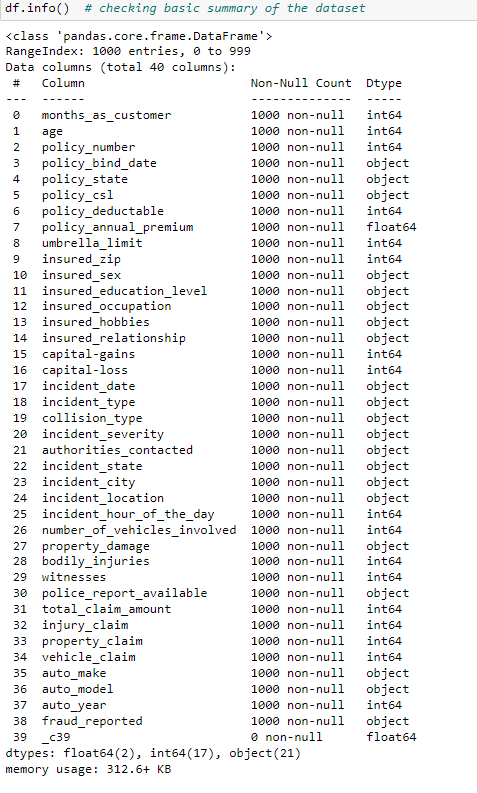 df.info()  # checking basic summary of the dataset
<class 'pandas.core.frame.DataFrame'>
RangeIndex: 1000 entries, 0 to 999
Data columns (total 40 columns):
 #   Column                       Non-Null Count  Dtype
---  ------                       --------------  -----
 0   months_as_customer           1000 non-null   int64
 1   age                          1000 non-null   int64
 2   policy_number                1000 non-null   int64
 3   policy_bind_date             1000 non-null   object
 4   policy_state                 1000 non-null   object
 5   policy_csl                   1000 non-null   object
 6   policy_deductable            1000 non-null   int64
 7   policy_annual_premium        1000 non-null   float64
 8   umbrella_limit               1000 non-null   int64
 9   insured_zip                  1000 non-null   int64
 10  insured_sex                  1000 non-null   object
 11  insured_education_level      1000 non-null   object
 12  insured_occupation           1000 non-null   object
 13  insured_hobbies              1000 non-null   object
 14  insured_relationship         1000 non-null   object
 15  capital-gains                1000 non-null   int64
 16  capital-loss                 1000 non-null   int64
 17  incident_date                1000 non-null   object
 18  incident_type                1000 non-null   object
 19  collision_type               1000 non-null   object
 20  incident_severity            1000 non-null   object
 21  authorities_contacted        1000 non-null   object
 22  incident_state               1000 non-null   object
 23  incident_city                1000 non-null   object
 24  incident_location            1000 non-null   object
 25  incident_hour_of_the_day     1000 non-null   int64
 26  number_of_vehicles_involved  1000 non-null   int64
 27  property_damage              1000 non-null   object
 28  bodily_injuries              1000 non-null   int64
 29  witnesses                    1000 non-null   int64
 30  police_report_available      1000 non-null   object
 31  total_claim_amount           1000 non-null   int64
 32  injury_claim                 1000 non-null   int64
 33  property_claim               1000 non-null   int64
 34  vehicle_claim                1000 non-null   int64
 35  auto_make                    1000 non-null   object
 36  auto_model                   1000 non-null   object
 37  auto_year                    1000 non-null   int64
 38  fraud_reported               1000 non-null   object
 39  _c39                         0 non-null      float64
dtypes: float64(2), int64(17), object(21)
memory usage: 312.6+ KB